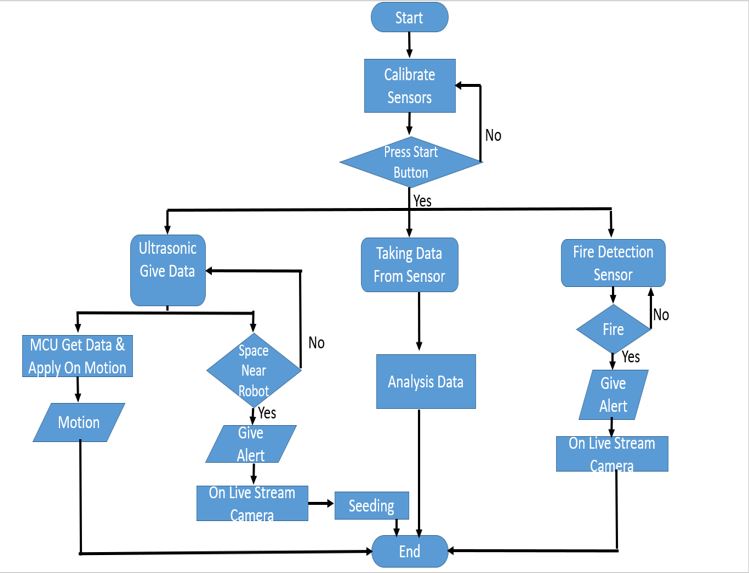 Start
Calibrate
Sensors
No
Press Start
Button
Yes
Ultrasonic
Give Data
Taking Data
From Sensor
Fire Detection
Sensor
No
Fire
Yes
MCU Get Data &
Apply On Motion
Space
Near
Robot
No
Yes
Analysis Data
Give
Alert
Motion
Give
Alert
On Live Stream
Camera
On Live Stream
Camera
Seeding
End